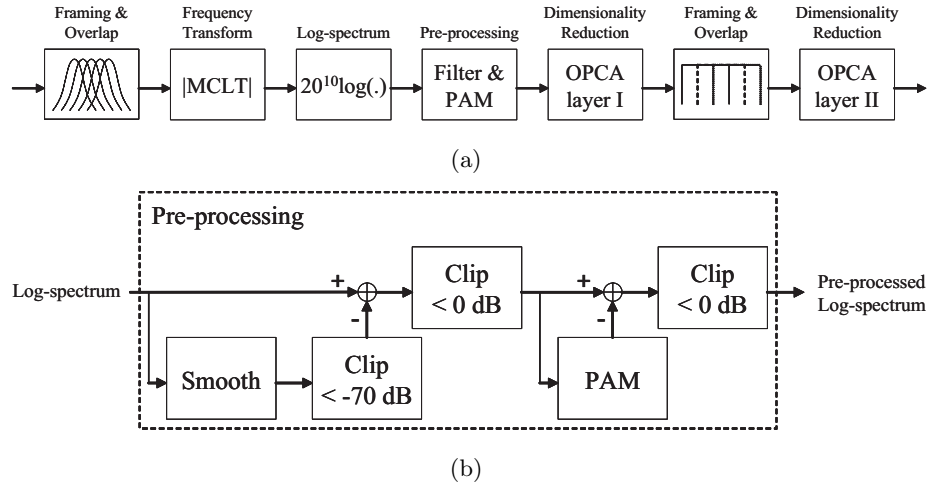 Framing &
Overlap
Frequency
Transform
Log-spectrum
Pre-processing
Dimensionality
Reduction
Framing &
Overlap
Dimensionality
Reduction
|MCLT|
20¹⁰log(.)
Filter &
PAM
OPCA
layer I
OPCA
layer II
(a)
Pre-processing
Log-spectrum
+
-
Clip
< 0 dB
+
-
Clip
< 0 dB
Pre-processed
Log-spectrum
Smooth
Clip
< -70 dB
PAM
(b)